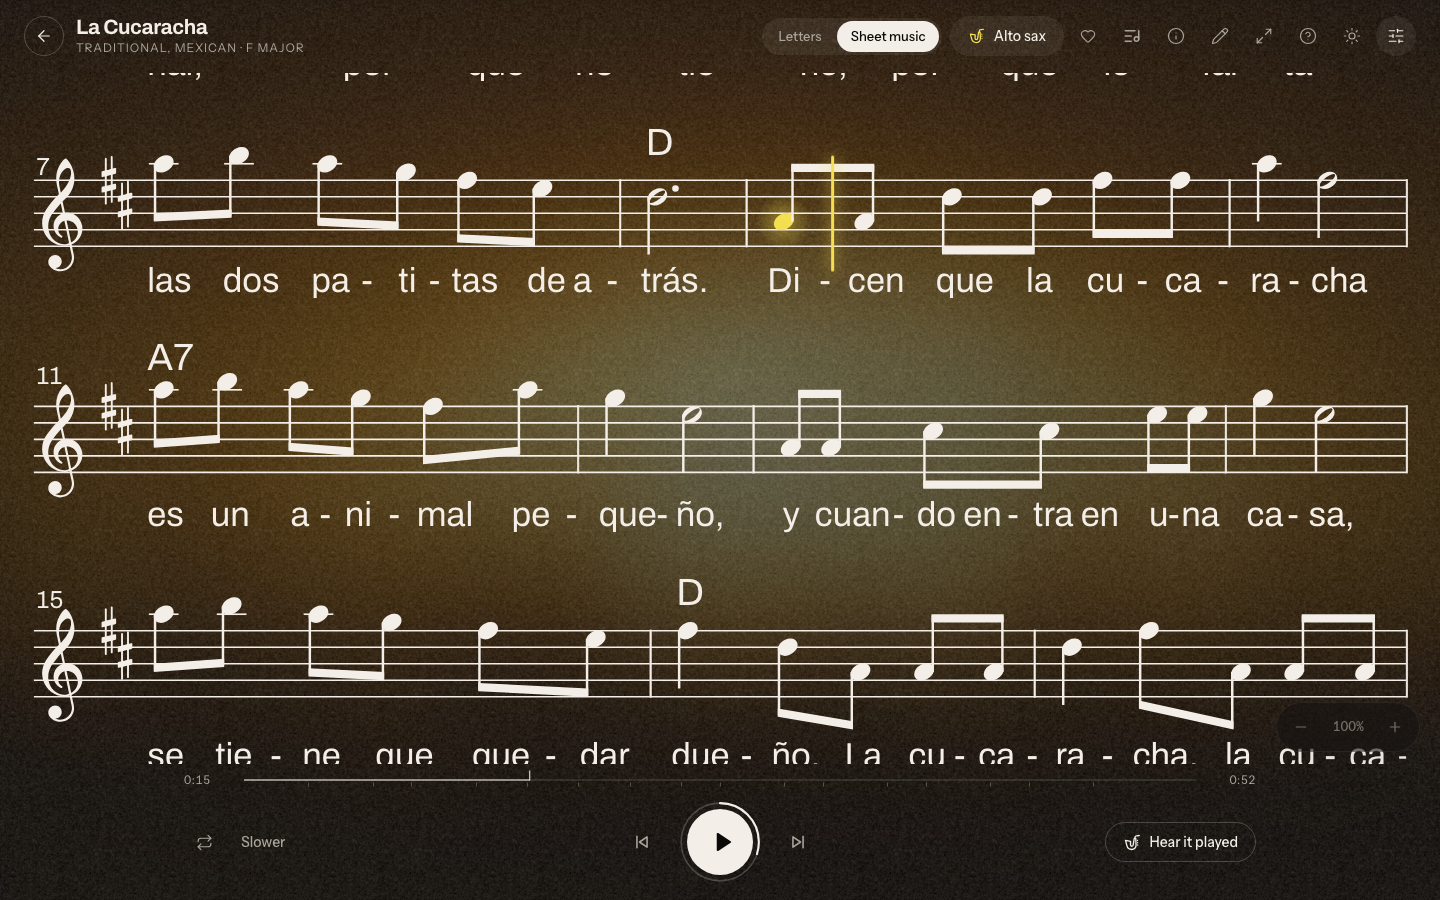 La Cucaracha
TRADITIONAL, MEXICAN · F MAJOR
Letters Sheet music Alto sax
D
7
las dos pa - ti - tas de a - trás. Di - cen que la cu - ca - ra - cha
A7
11
es un a - ni - mal pe - que- ño, y cuan- do en - tra en u-na ca - sa,
D
15
se tie - ne que que - dar due - ño. La cu - ca - ra - cha, la cu - ca -
100%
0:15 0:52
Slower Hear it played